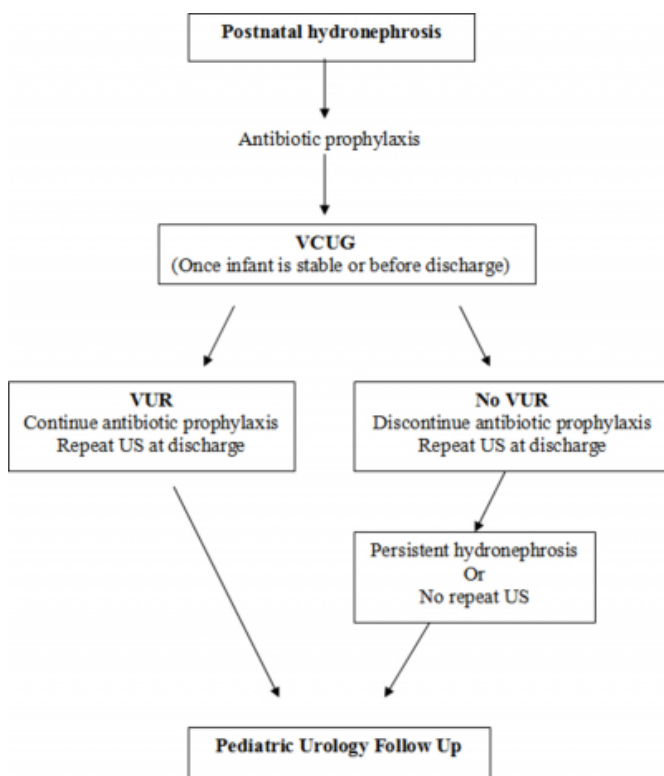 Postnatal hydronephrosis
Antibiotic prophylaxis
VCUG
(Once infant is stable or before discharge)
VUR
Continue antibiotic prophylaxis
Repeat US at discharge
No VUR
Discontinue antibiotic prophylaxis
Repeat US at discharge
Persistent hydronephrosis
Or
No repeat US
Pediatric Urology Follow Up